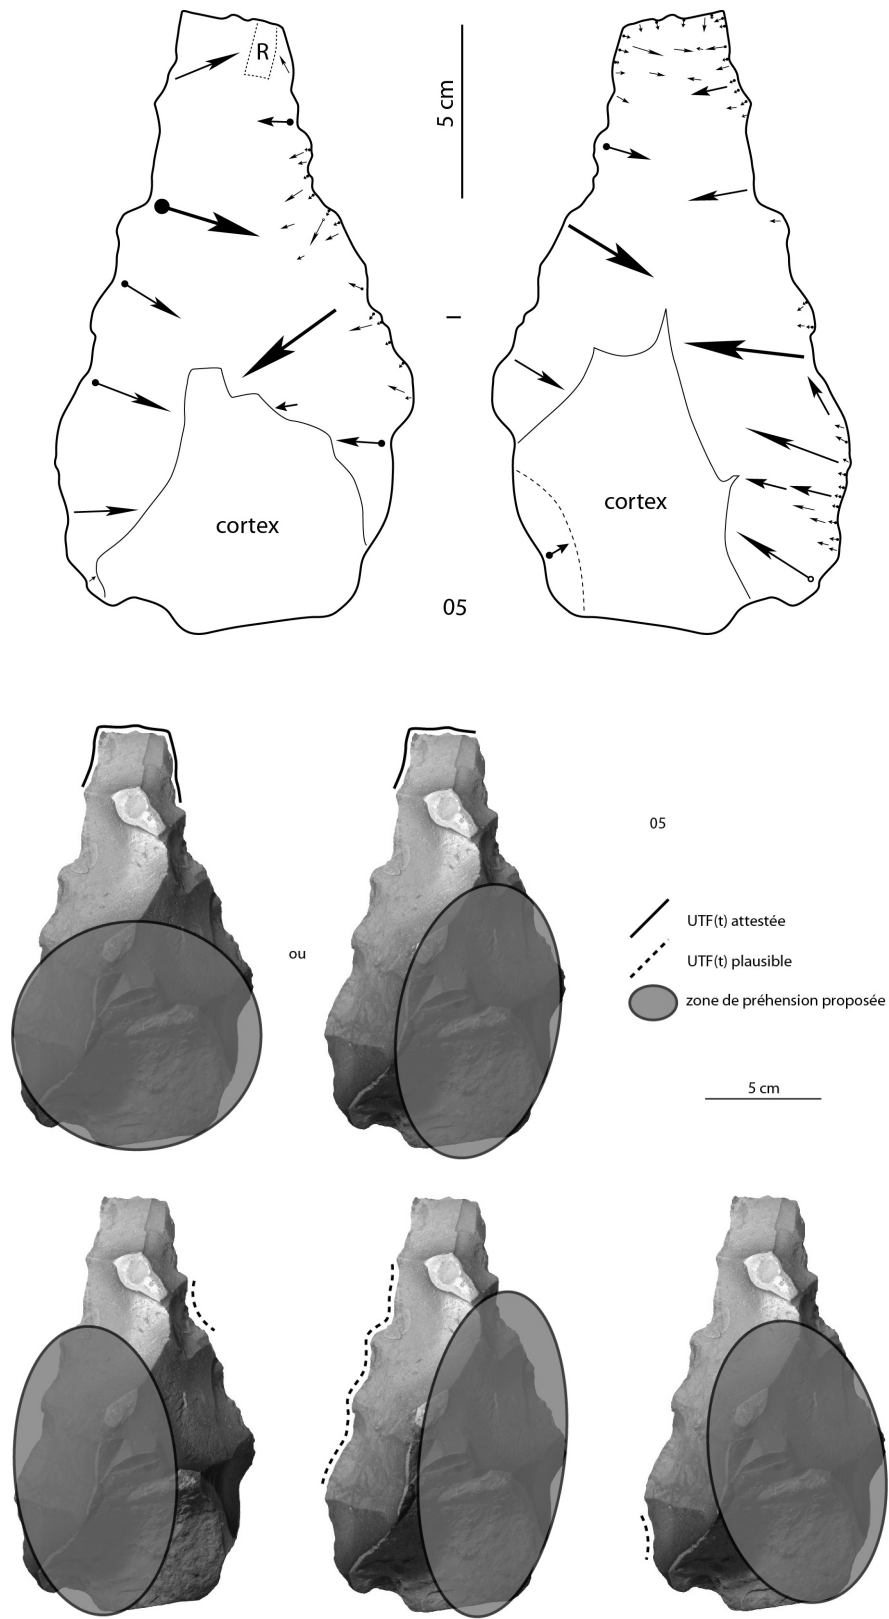 R
5 cm
cortex
cortex
05
05
ou
UTF(t) attestée
UTF(t) plausible
zone de préhension proposée
5 cm